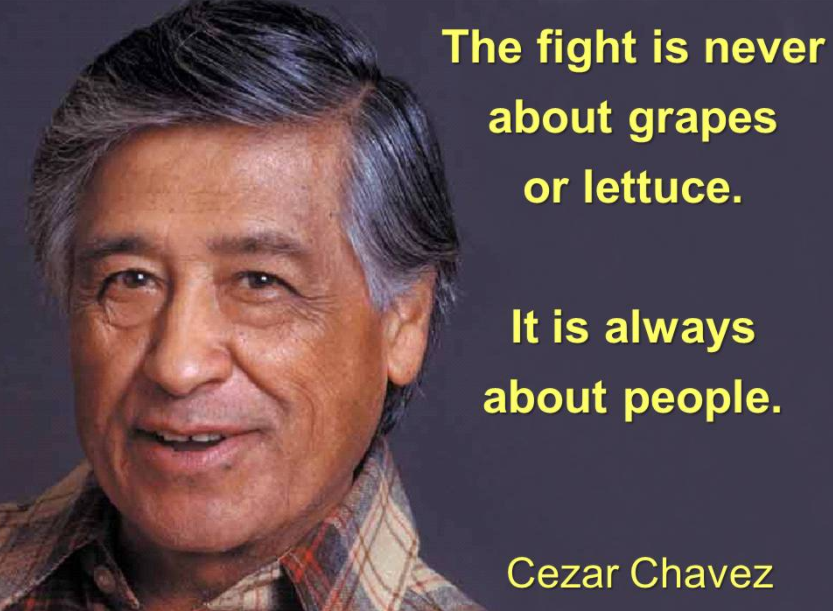 The fight is never
about grapes
or lettuce.
It is always
about people.
Cezar Chavez